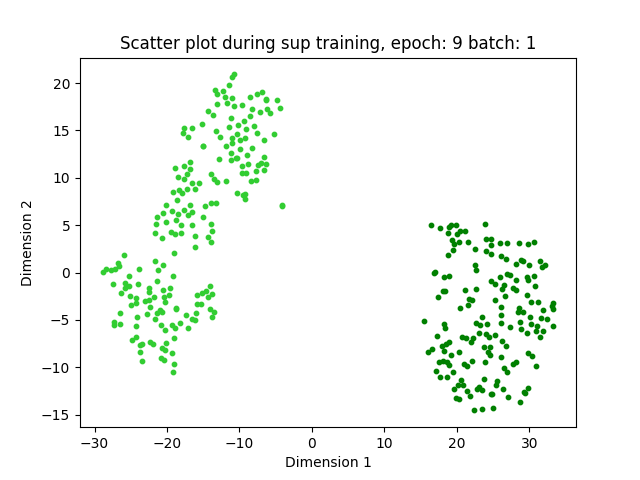 Scatter plot during sup training, epoch: 9 batch: 1
20
15
10
5
0
−5
−10
−15
Dimension 2
−30 −20 −10 0 10 20 30
Dimension 1